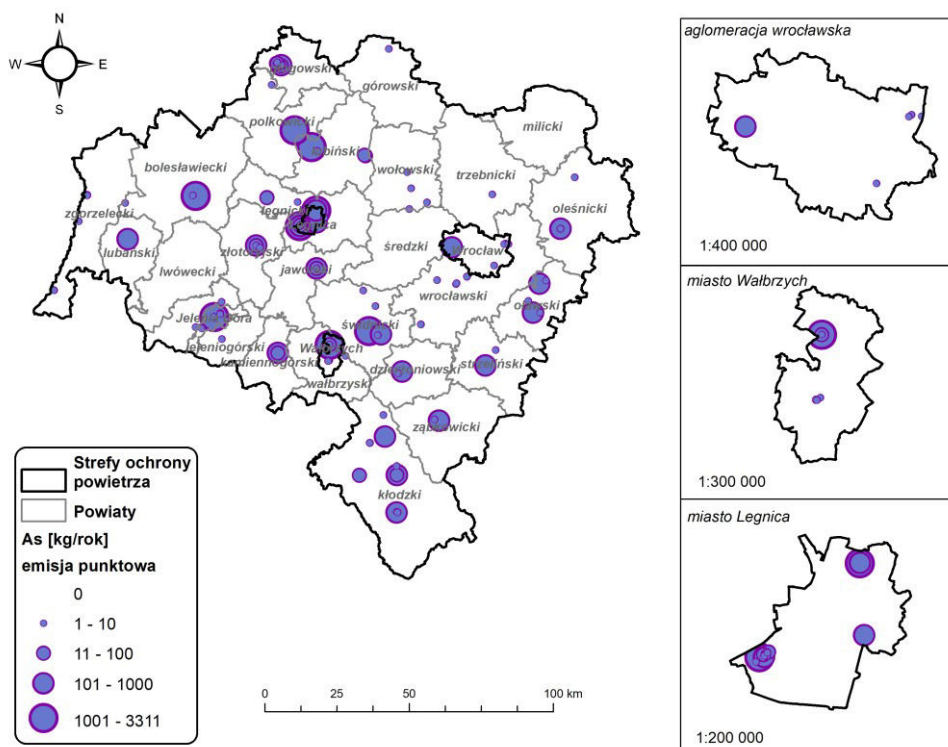 N
W E
S
głogowski
górowski
milicki
polkowicki
lubiński
bolesławiecki
wołowski
trzebnicki
zgorzelecki
legnicki
oleśnicki
Legnica
lubański
złotoryjski
średzki
Wrocław
lwówecki
jaworski
wrocławski
oławski
Jelenia Góra
świdnicki
jeleniogórski
Wałbrzych
kamiennogórski
dzierżoniowski
strzeliński
wałbrzyski
ząbkowicki
kłodzki
Strefy ochrony
powietrza
Powiaty
As [kg/rok]
emisja punktowa
0
1 - 10
11 - 100
101 - 1000
1001 - 3311
0 25 50 100 km
aglomeracja wrocławska
1:400 000
miasto Wałbrzych
1:300 000
miasto Legnica
1:200 000